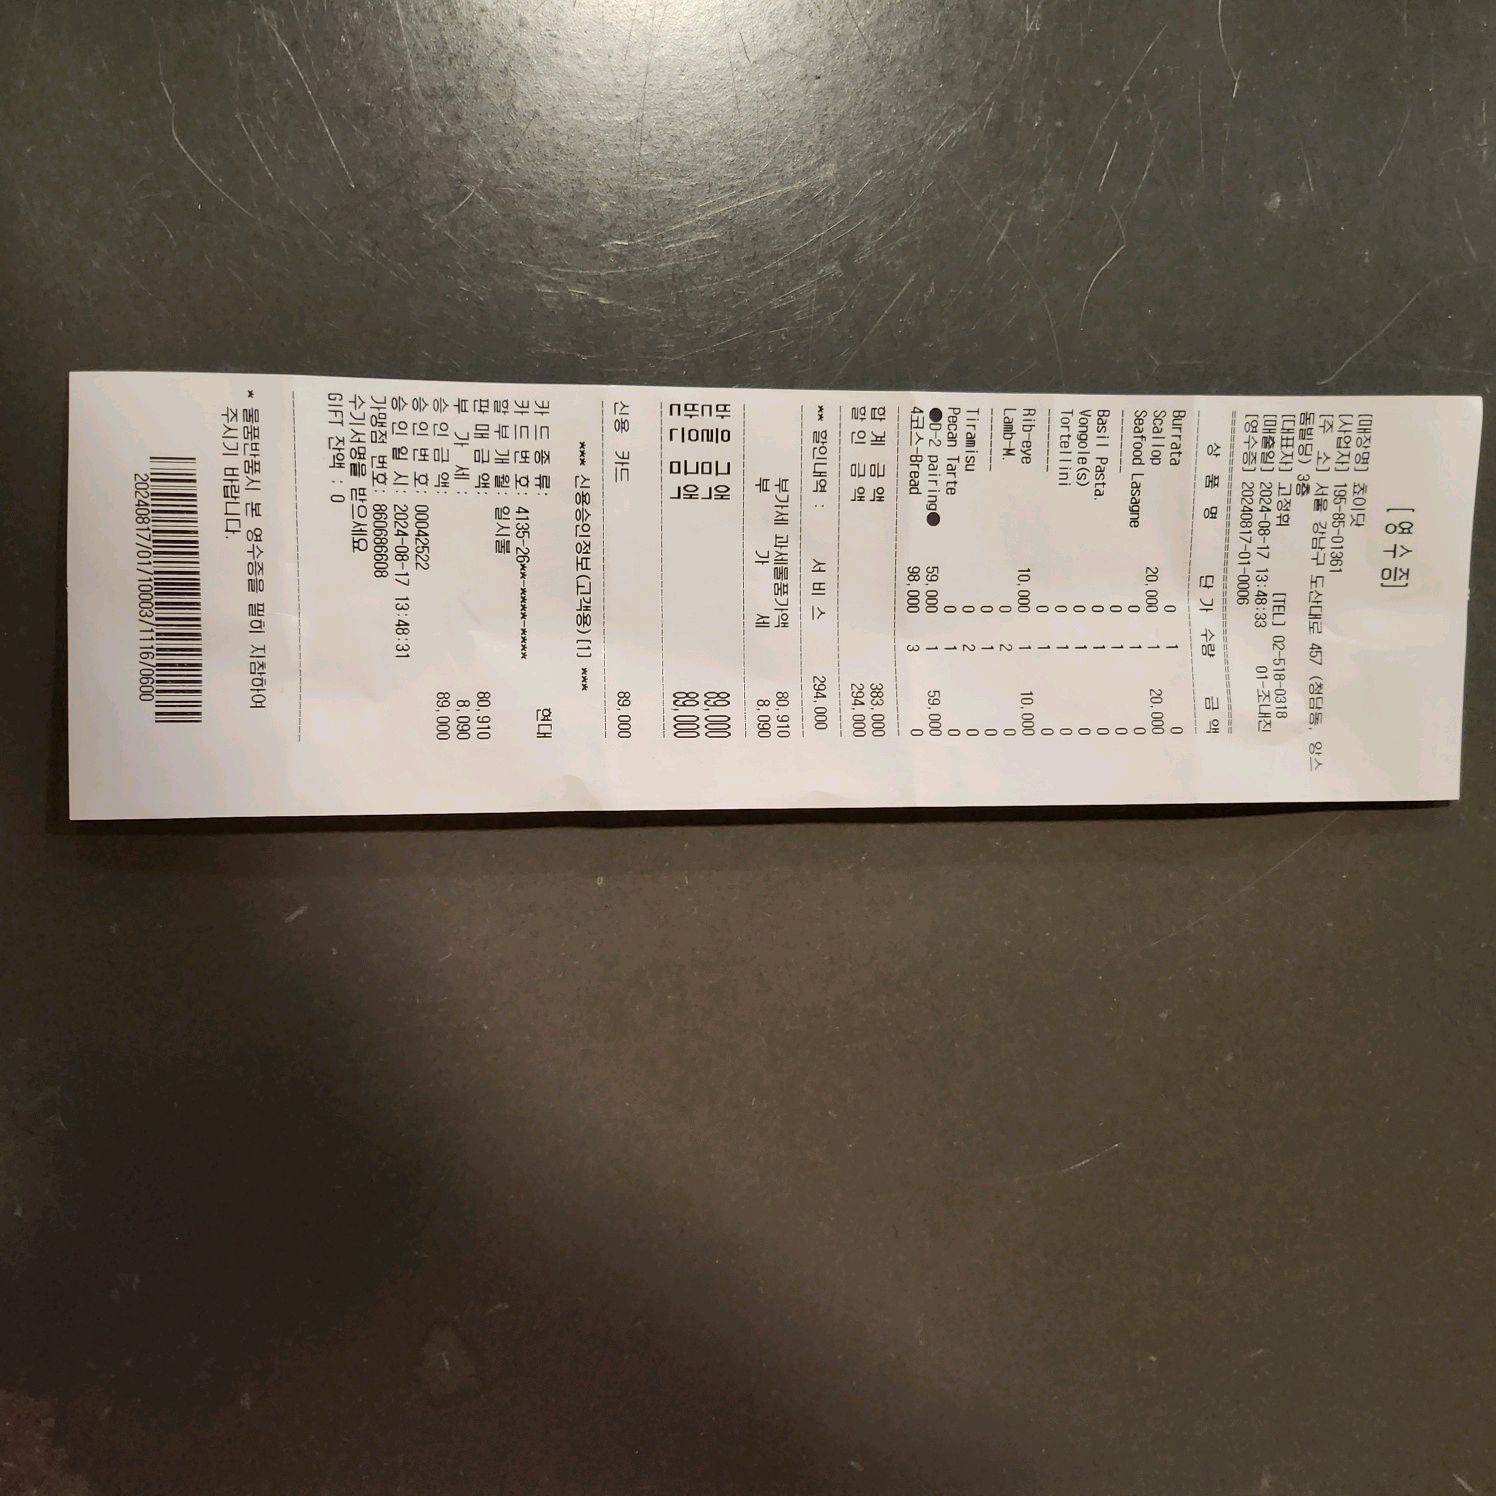 [영수증]
[매장명] 쵸이닷
[사업자] 195-85-01361
[주 소] 서울 강남구 도산대로 457 (청담동, 앙스
돔빌딩) 3층
[대표자] 고정휘 [TEL] 02-518-0318
[매출일] 2024-08-17 13:48:33 01-조내진
[영수증] 20240817-01-0006
상 품 명 단 가 수량 금 액
Burrata 0 1 0
Scallop 20,000 1 20,000
Seafood Lasagne 0 1 0
-------- 0 1 0
Basil Pasta. 0 1 0
Vongole(s) 0 1 0
Tortellini 0 1 0
-------- 0 1 0
Rib-eye 10,000 1 10,000
Lamb-M. 0 2 0
-------- 0 1 0
Tiramisu 0 2 0
Pecan Tarte 0 1 0
●D-2 pairing● 59,000 1 59,000
4코스-Bread 98,000 3 0
합 계 금 액 383,000
할 인 금 액 294,000
** 할인내역 : 서 비 스 294,000
부가세 과세물품가액 80,910
부 가 세 8,090
받을금액 89,000
받은금액 89,000
신용 카드 89,000
*** 신용승인정보(고객용) [1] ***
카 드 종 류: 현대
카 드 번 호: 4135-26**-****-****
할 부 개 월: 일시불
판 매 금 액: 80,910
부 가 세 : 8,090
승 인 금 액: 89,000
승 인 번 호: 00042522
승 인 일 시: 2024-08-17 13:48:31
가맹점 번호: 860686608
수기서명을 받으세요
GIFT 잔액 : 0
* 물품반품시 본 영수증을 필히 지참하여
주시기 바랍니다.
20240817/01/10003/1116/0600